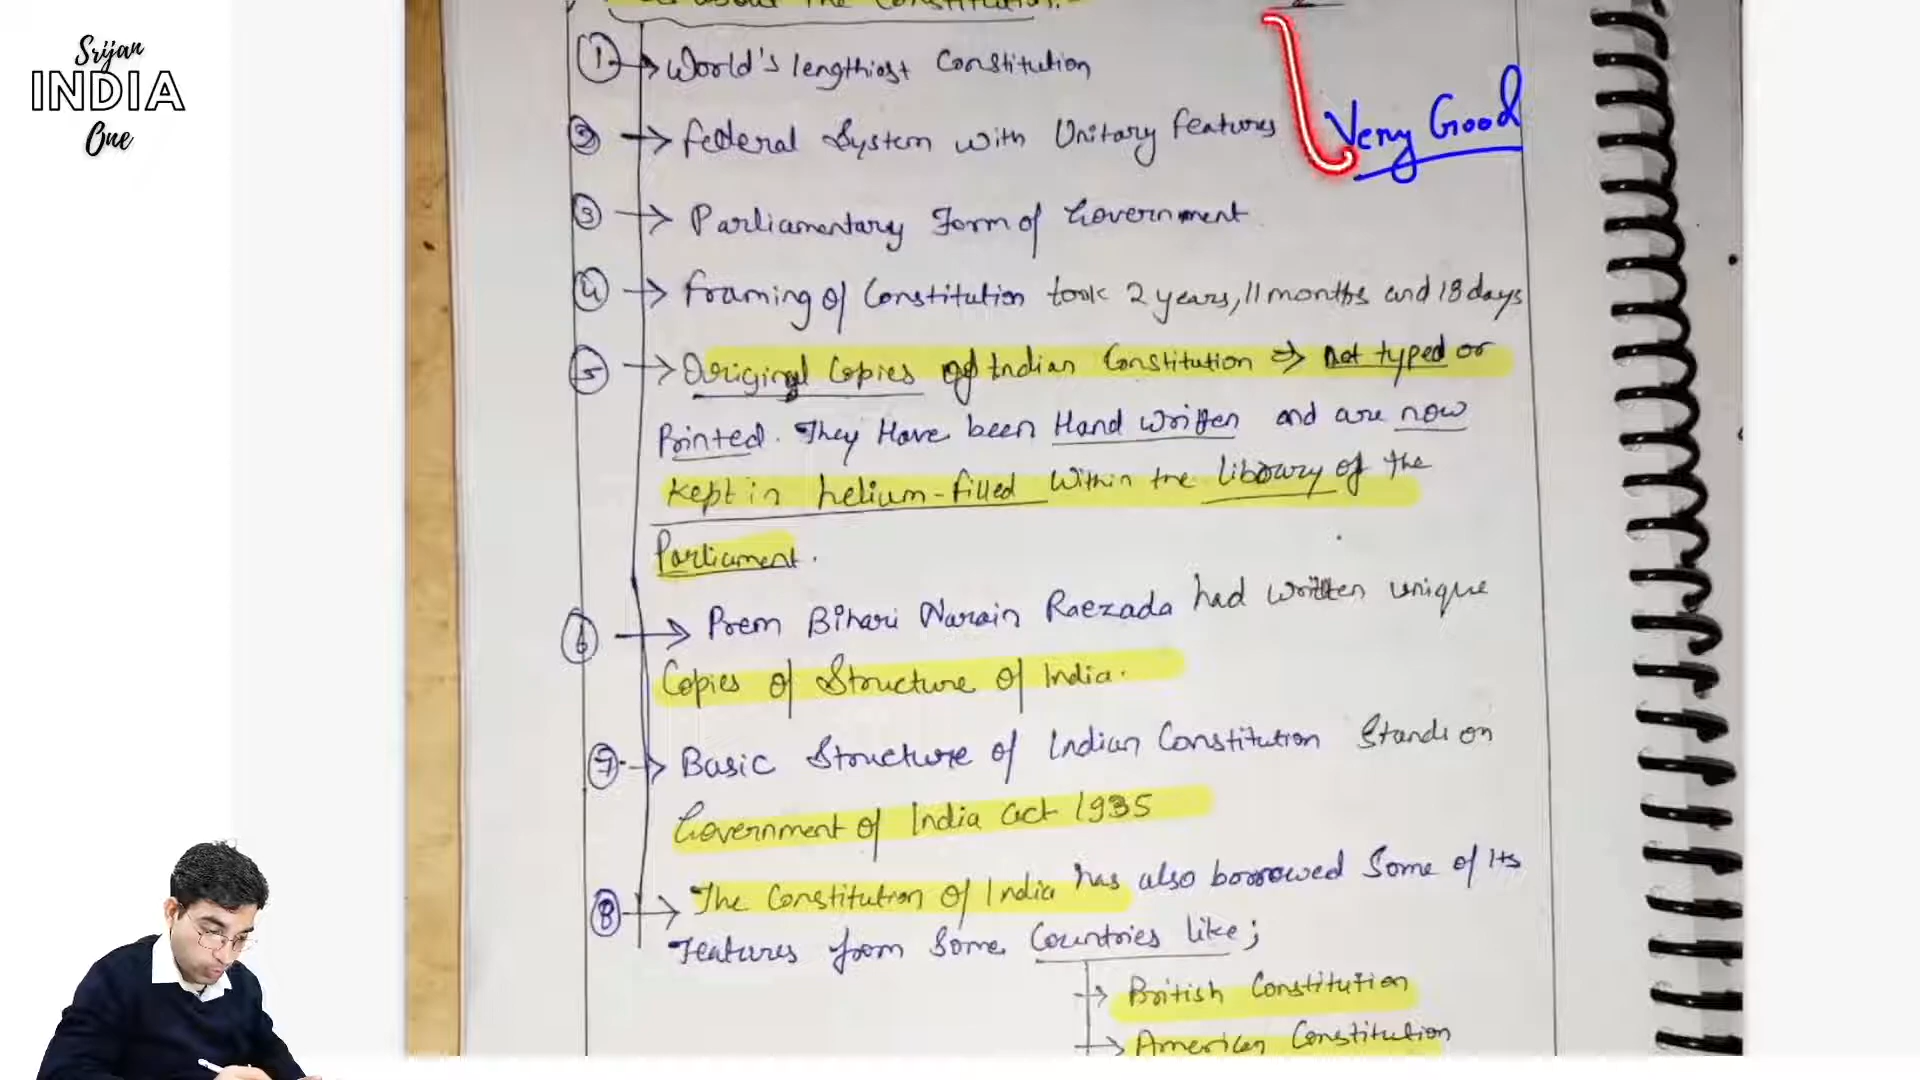 Srijan
INDIA
One
about the Constitution.
① → World's lengthiest Constitution
② → Federal System with Unitary features
Very Good
③ → Parliamentary Form of Government
④ → Framing of Constitution took 2 years, 11 months and 18 days
⑤ → Original Copies of Indian Constitution ⇒ not typed or
Printed. They Have been Hand written and are now
kept in helium-filled Within the library of the
Parliament.
⑥ → Prem Bihari Narain Raezada had written unique
Copies of Structure of India.
⑦ → Basic Structure of Indian Constitution Stands on
Government of India act 1935
⑧ → The Constitution of India has also borrowed Some of Its
Features from Some Countries like;
→ British Constitution
→ American Constitution